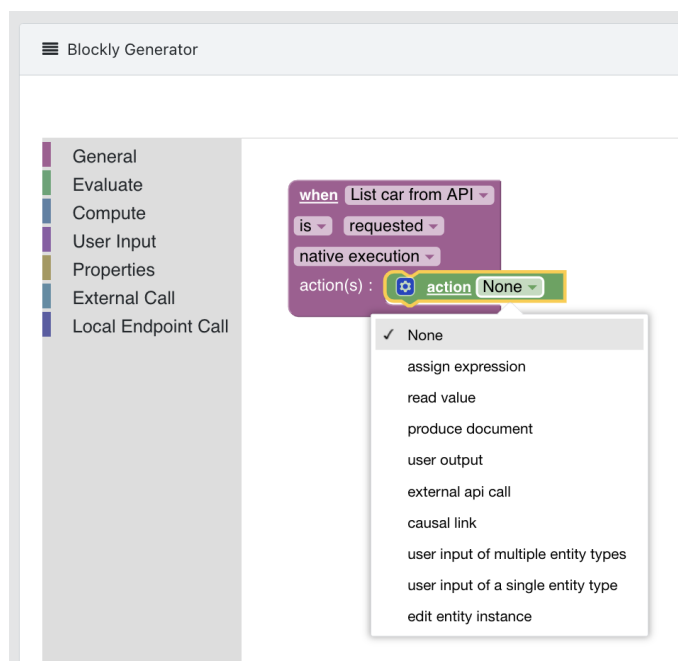 Blockly Generator
General
Evaluate
Compute
User Input
Properties
External Call
Local Endpoint Call
when List car from API
is requested
native execution
action(s) : action None
✓ None
assign expression
read value
produce document
user output
external api call
causal link
user input of multiple entity types
user input of a single entity type
edit entity instance